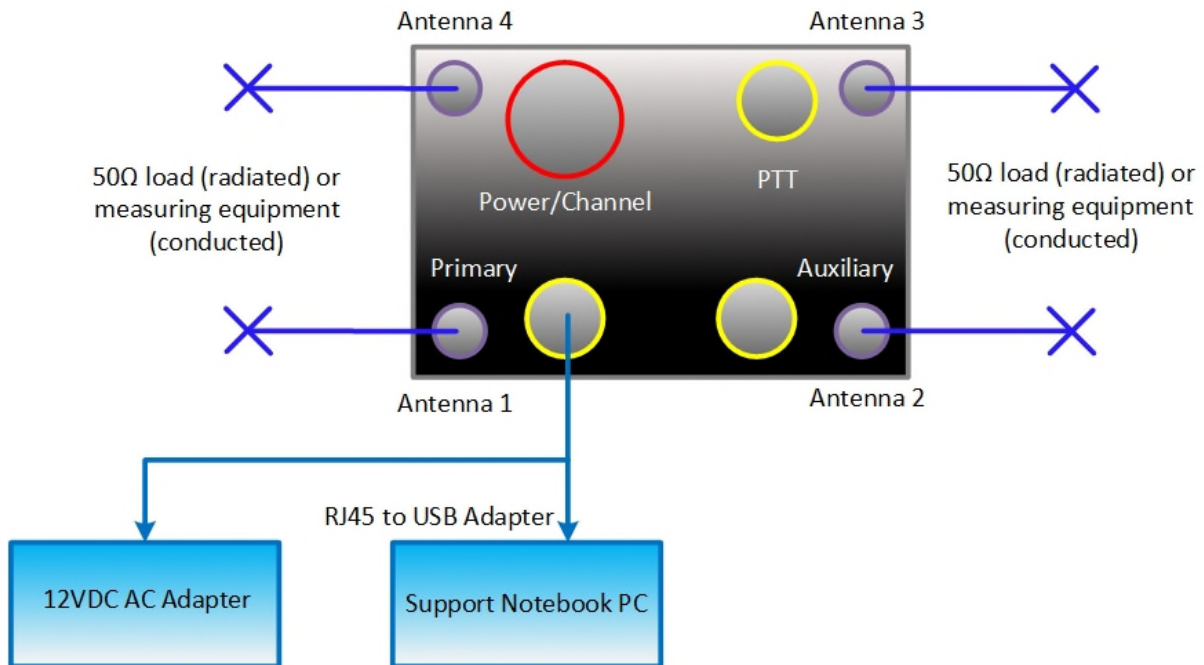 Antenna 4
Antenna 3
50Ω load (radiated) or
measuring equipment
(conducted)
Power/Channel
PTT
50Ω load (radiated) or
measuring equipment
(conducted)
Primary
Auxiliary
Antenna 1
Antenna 2
RJ45 to USB Adapter
12VDC AC Adapter
Support Notebook PC